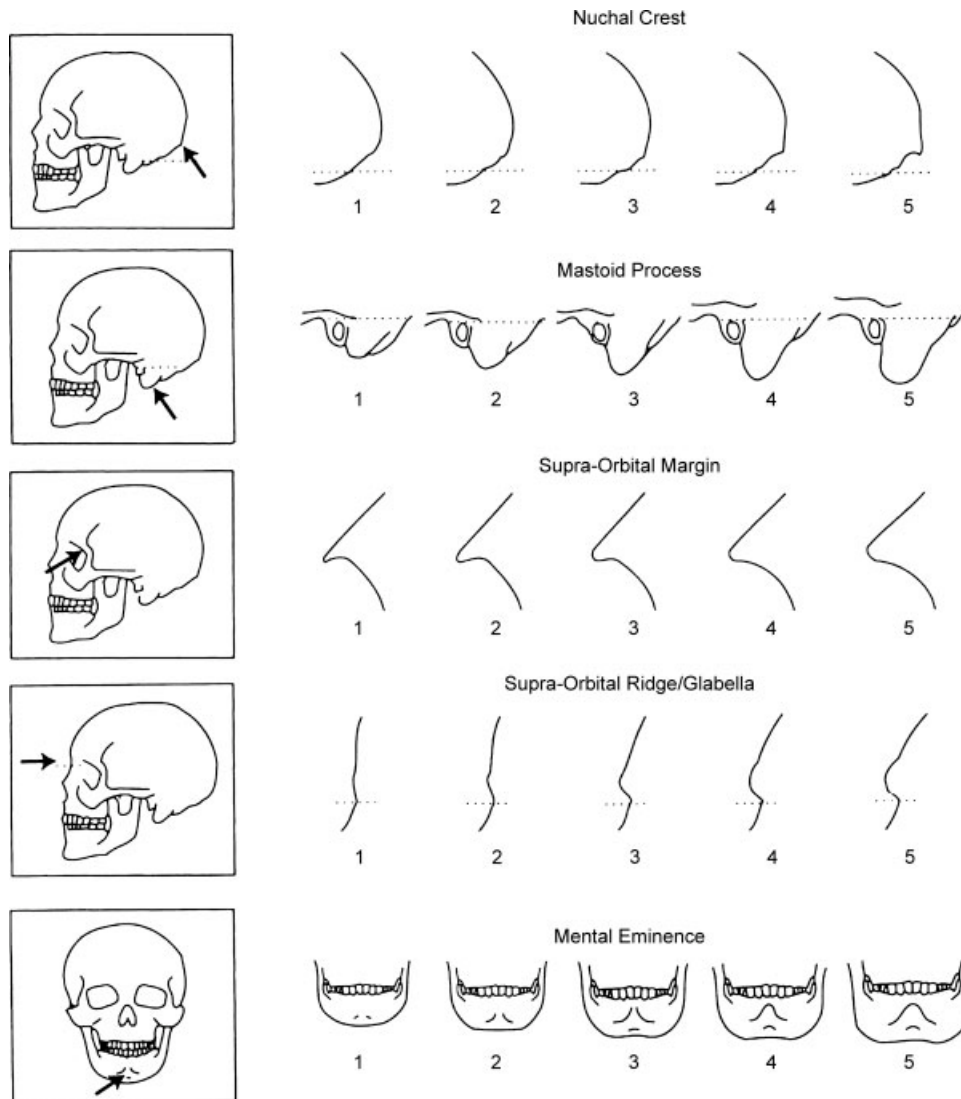 Nuchal Crest
1 2 3 4 5
Mastoid Process
1 2 3 4 5
Supra-Orbital Margin
1 2 3 4 5
Supra-Orbital Ridge/Glabella
1 2 3 4 5
Mental Eminence
1 2 3 4 5